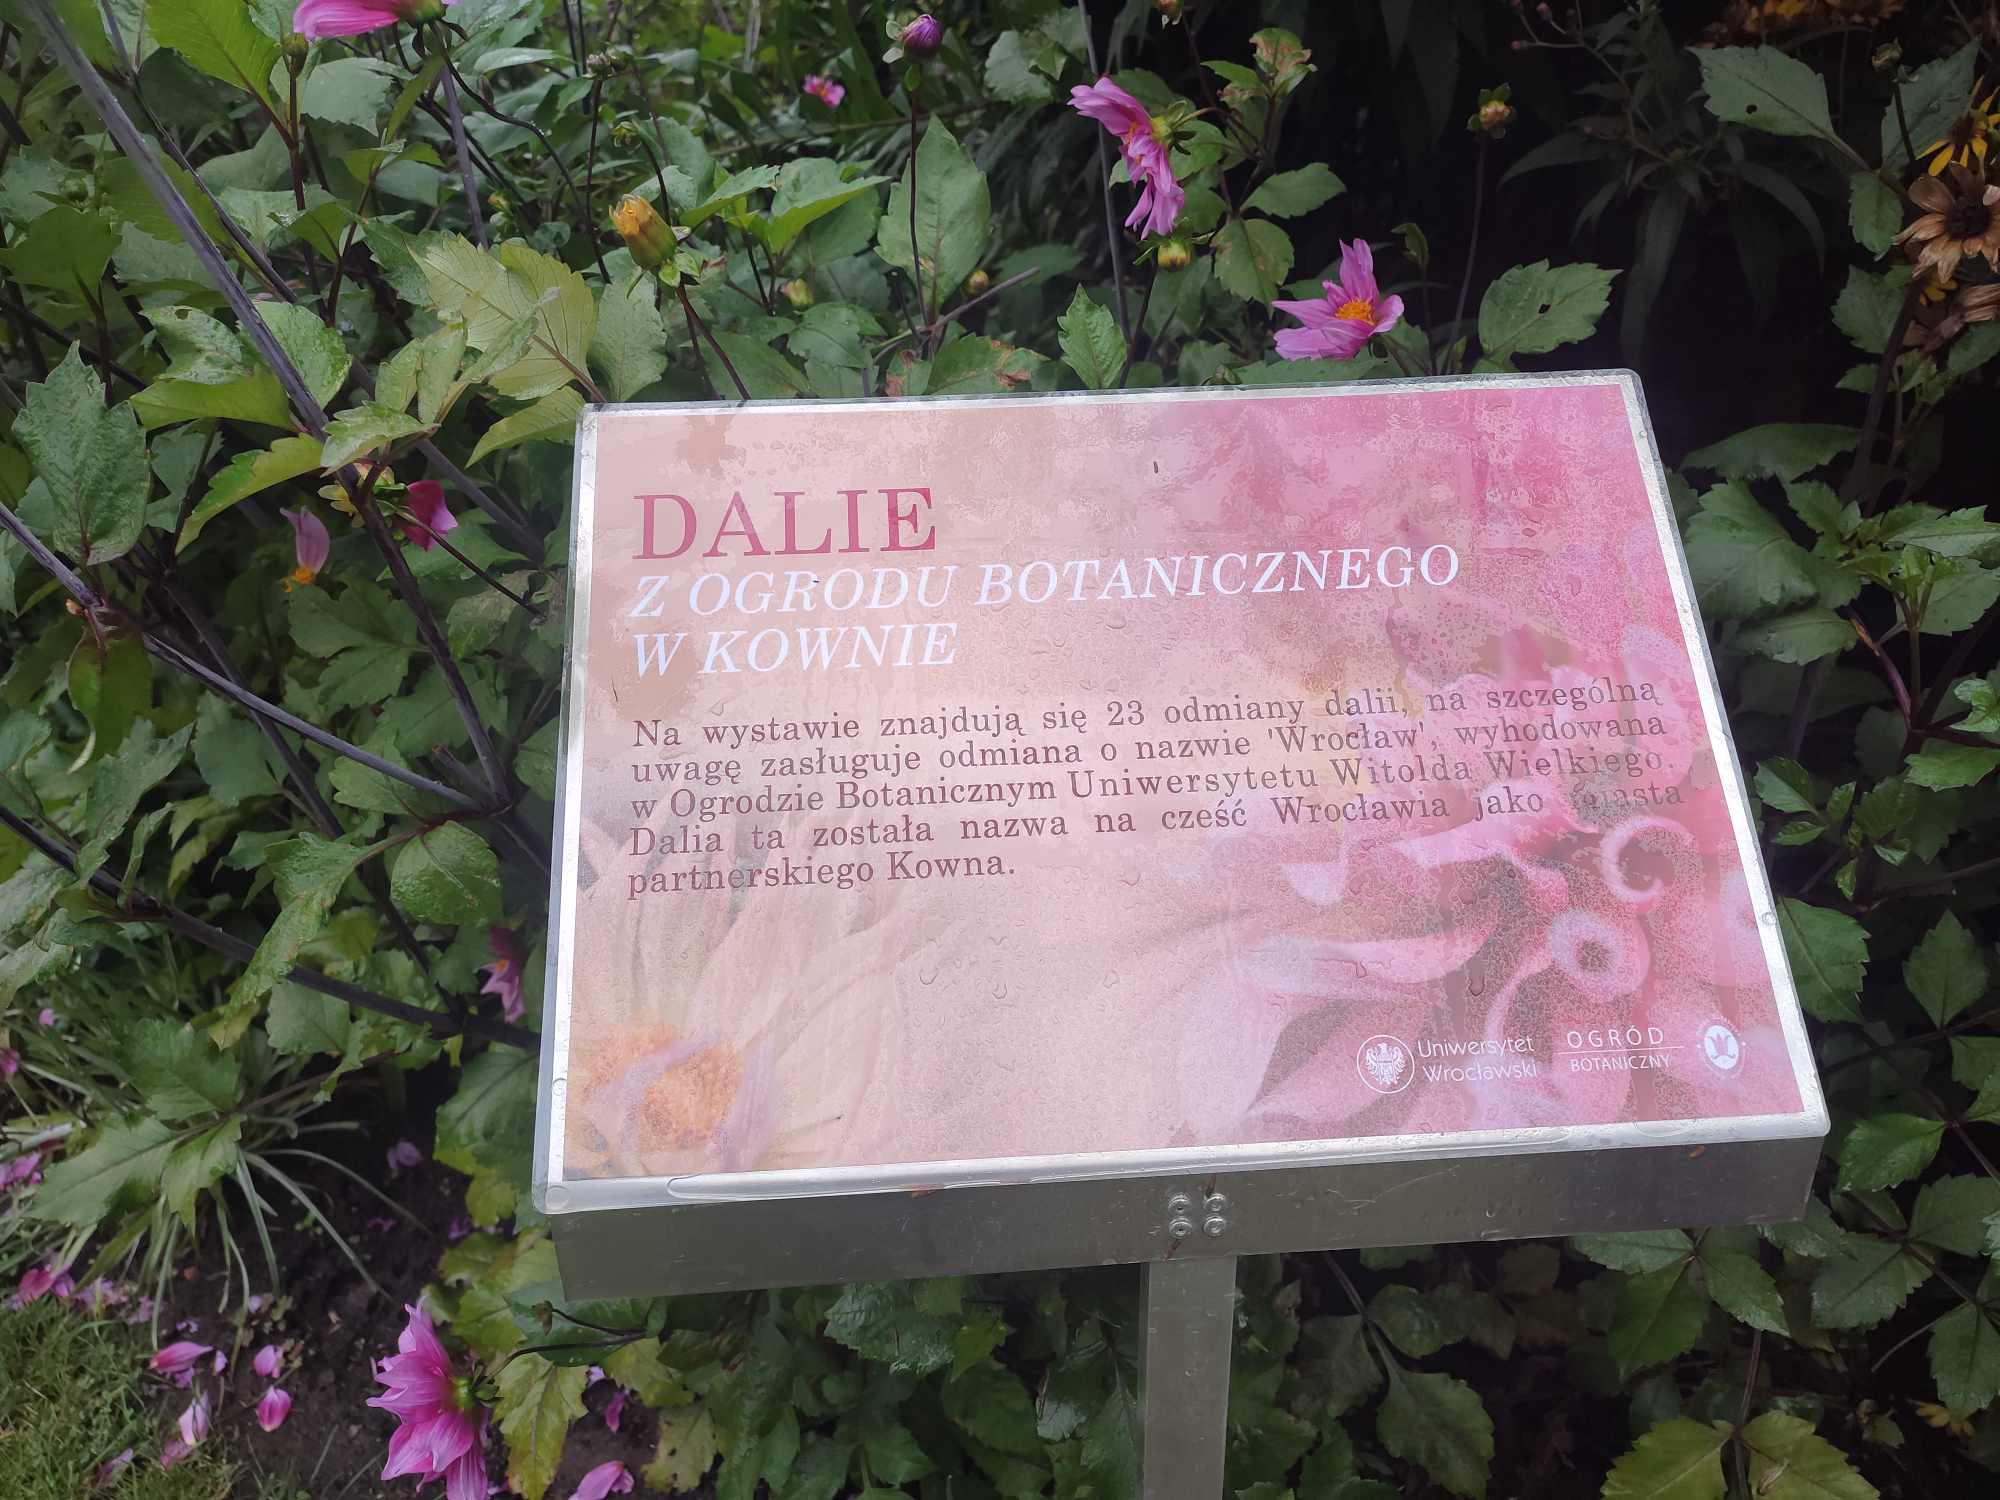 DALIE
Z OGRODU BOTANICZNEGO
W KOWNIE
Na wystawie znajdują się 23 odmiany dalii, na szczególną
uwagę zasługuje odmiana o nazwie 'Wrocław', wyhodowana
w Ogrodzie Botanicznym Uniwersytetu Witolda Wielkiego.
Dalia ta została nazwa na cześć Wrocławia jako miasta
partnerskiego Kowna.
Uniwersytet
Wrocławski
OGRÓD
BOTANICZNY